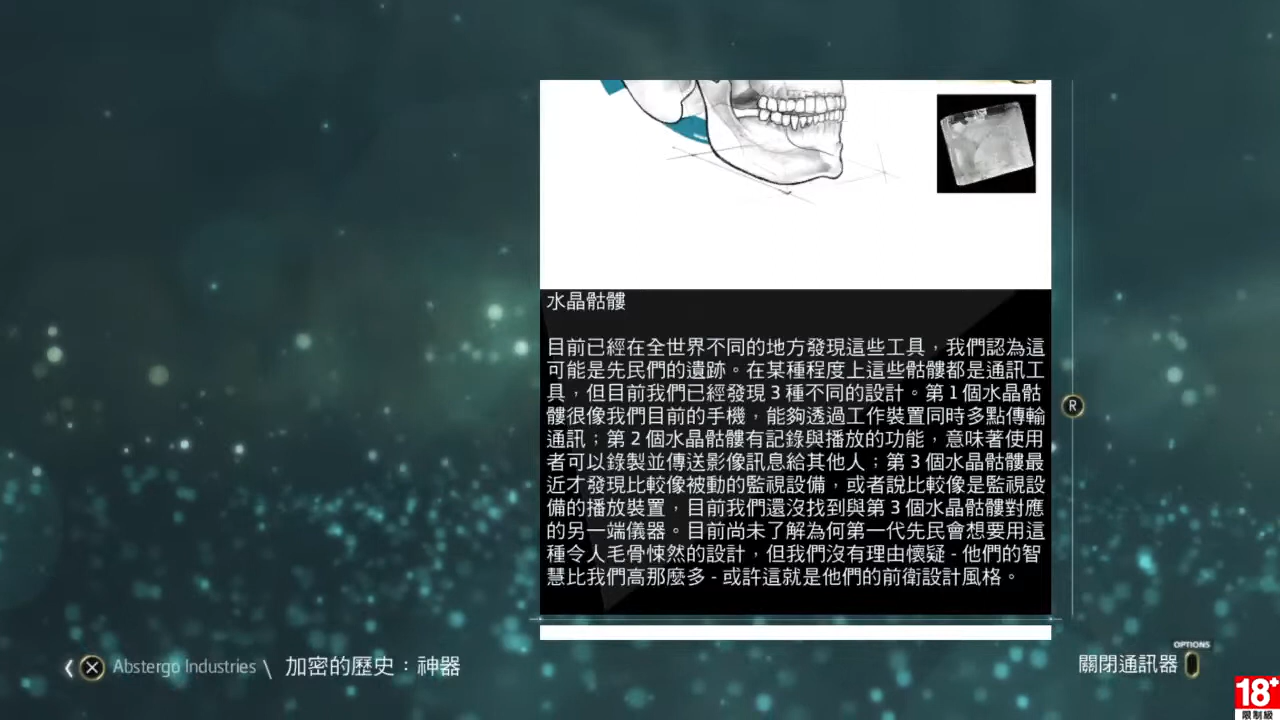 水晶骷髏
目前已經在全世界不同的地方發現這些工具，我們認為這
可能是先民們的遺跡。在某種程度上這些骷髏都是通訊工
具，但目前我們已經發現 3 種不同的設計。第 1 個水晶骷
髏很像我們目前的手機，能夠透過工作裝置同時多點傳輸
通訊；第 2 個水晶骷髏有記錄與播放的功能，意味著使用
者可以錄製並傳送影像訊息給其他人；第 3 個水晶骷髏最
近才發現比較像被動的監視設備，或者說比較像是監視設
備的播放裝置，目前我們還沒找到與第 3 個水晶骷髏對應
的另一端儀器。目前尚未了解為何第一代先民會想要用這
種令人毛骨悚然的設計，但我們沒有理由懷疑 - 他們的智
慧比我們高那麼多 - 或許這就是他們的前衛設計風格。
R
Abstergo Industries \ 加密的歷史：神器
OPTIONS
關閉通訊器
18+
限制級